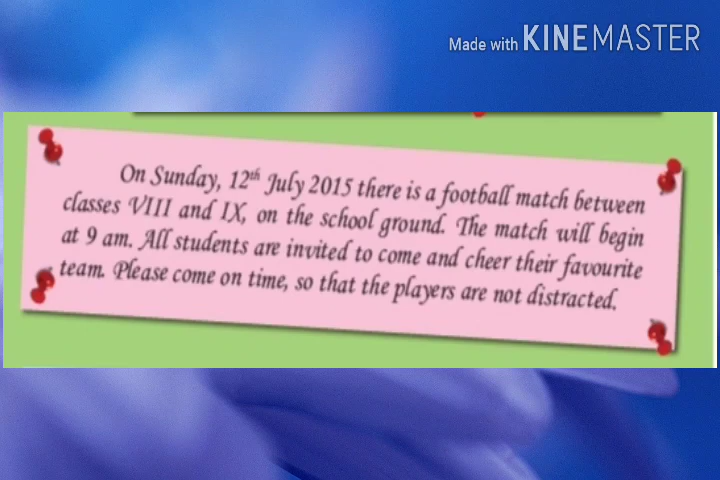 Made with KINEMASTER
On Sunday, 12th July 2015 there is a football match between
classes VIII and IX, on the school ground. The match will begin
at 9 am. All students are invited to come and cheer their favourite
team. Please come on time, so that the players are not distracted.